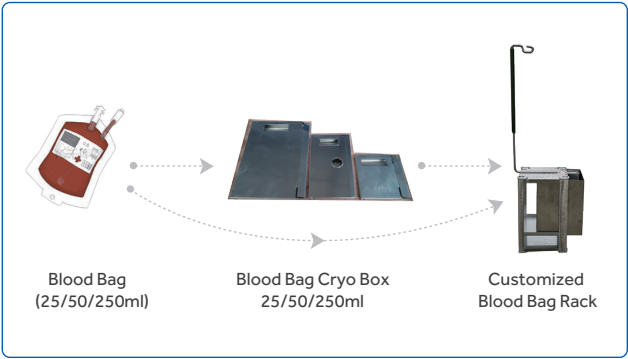 Blood Bag
(25/50/250ml)
Blood Bag Cryo Box
25/50/250ml
Customized
Blood Bag Rack